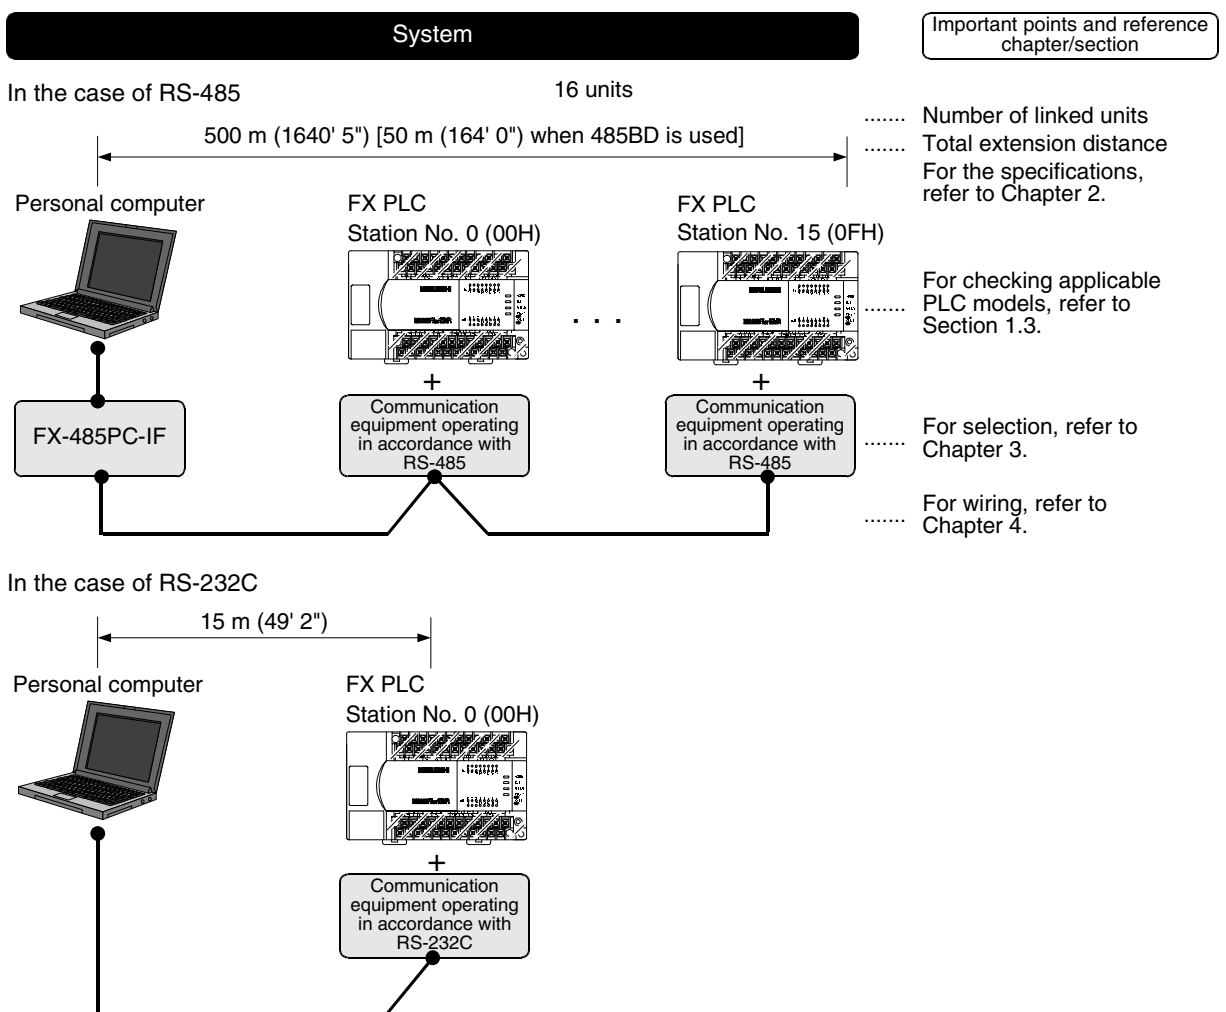 System
Important points and reference
chapter/section
In the case of RS-485
16 units
500 m (1640' 5") [50 m (164' 0") when 485BD is used]
....... Number of linked units
....... Total extension distance
For the specifications,
refer to Chapter 2.
Personal computer
FX PLC
Station No. 0 (00H)
FX PLC
Station No. 15 (0FH)
. . .
....... For checking applicable
PLC models, refer to
Section 1.3.
+
+
FX-485PC-IF
Communication
equipment operating
in accordance with
RS-485
Communication
equipment operating
in accordance with
RS-485
....... For selection, refer to
Chapter 3.
....... For wiring, refer to
Chapter 4.
In the case of RS-232C
15 m (49' 2")
Personal computer
FX PLC
Station No. 0 (00H)
+
Communication
equipment operating
in accordance with
RS-232C